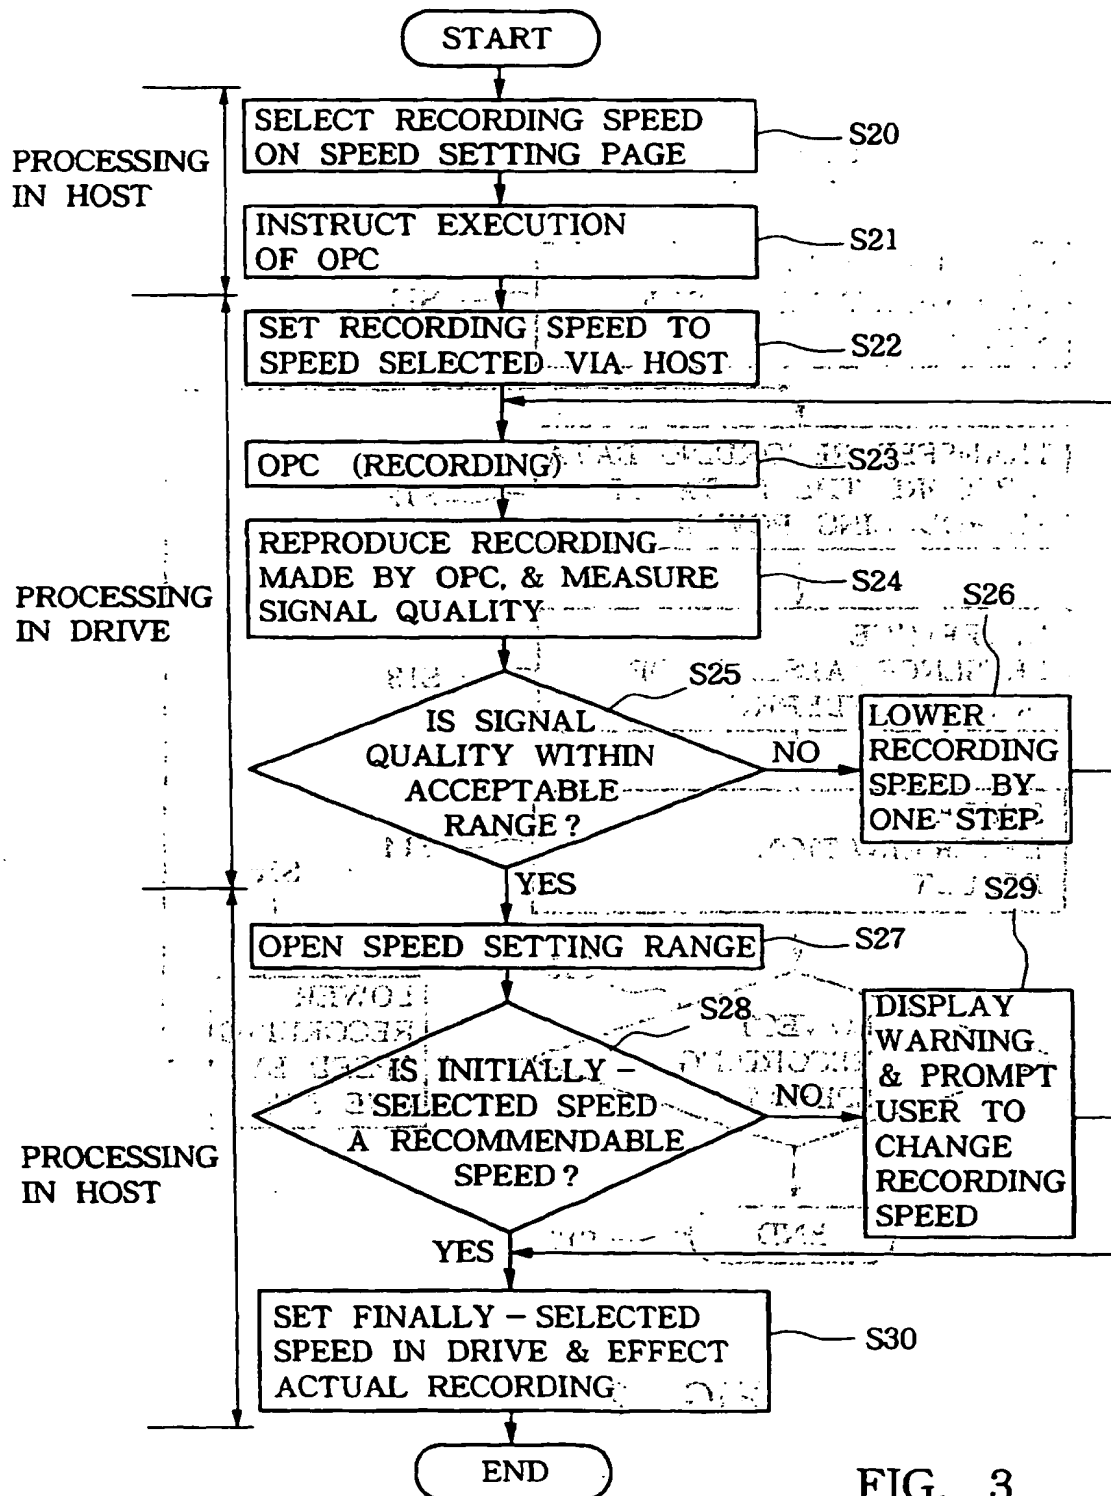 START
SELECT RECORDING SPEED
ON SPEED SETTING PAGE
S20
PROCESSING
IN HOST
INSTRUCT EXECUTION
OF OPC
S21
SET RECORDING SPEED TO
SPEED SELECTED VIA HOST
S22
OPC (RECORDING)
S23
REPRODUCE RECORDING
MADE BY OPC, & MEASURE
SIGNAL QUALITY
S24
PROCESSING
IN DRIVE
S25
IS SIGNAL
QUALITY WITHIN
ACCEPTABLE
RANGE ?
NO
S26
LOWER
RECORDING
SPEED BY
ONE STEP
YES
OPEN SPEED SETTING RANGE
S27
S28
IS INITIALLY –
SELECTED SPEED
A RECOMMENDABLE
SPEED ?
NO
S29
DISPLAY
WARNING
& PROMPT
USER TO
CHANGE
RECORDING
SPEED
PROCESSING
IN HOST
YES
SET FINALLY – SELECTED
SPEED IN DRIVE & EFFECT
ACTUAL RECORDING
S30
END
FIG. 3